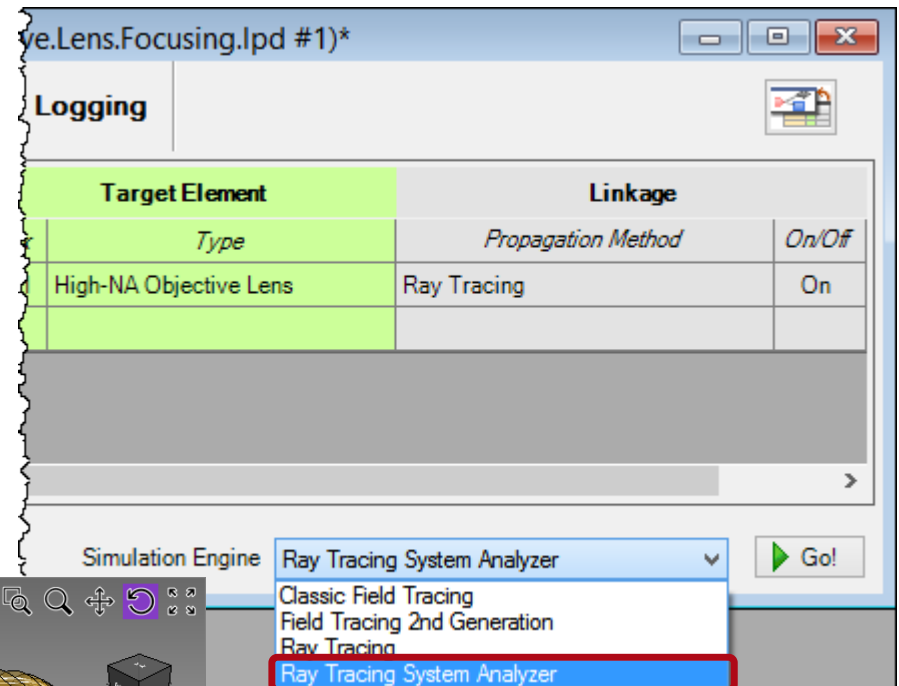 ve.Lens.Focusing.lpd #1)*
Logging
Target Element Linkage
Type Propagation Method On/Off
High-NA Objective Lens Ray Tracing On
Simulation Engine Ray Tracing System Analyzer Go!
Classic Field Tracing
Field Tracing 2nd Generation
Ray Tracing
Ray Tracing System Analyzer